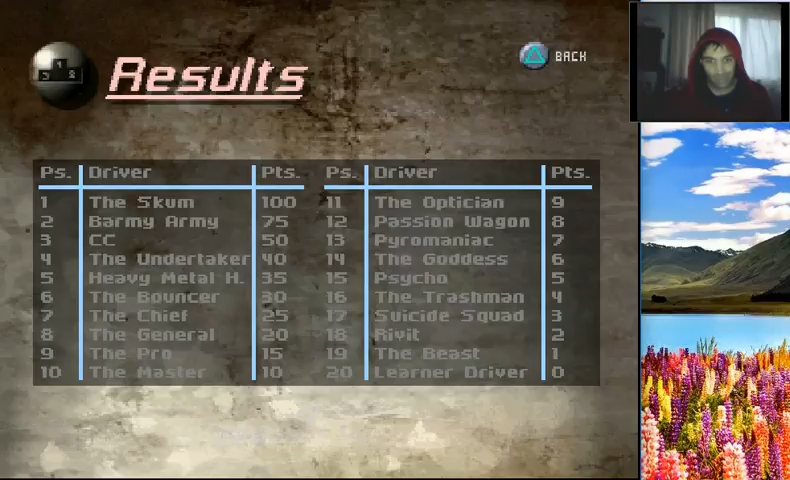 Results
BACK
Ps. Driver Pts. Ps. Driver Pts.
1 The Skum 100 11 The Optician 9
2 Barmy Army 75 12 Passion Wagon 8
3 CC 50 13 Pyromaniac 7
4 The Undertaker 40 14 The Goddess 6
5 Heavy Metal H. 35 15 Psycho 5
6 The Bouncer 30 16 The Trashman 4
7 The Chief 25 17 Suicide Squad 3
8 The General 20 18 Rivit 2
9 The Pro 15 19 The Beast 1
10 The Master 10 20 Learner Driver 0